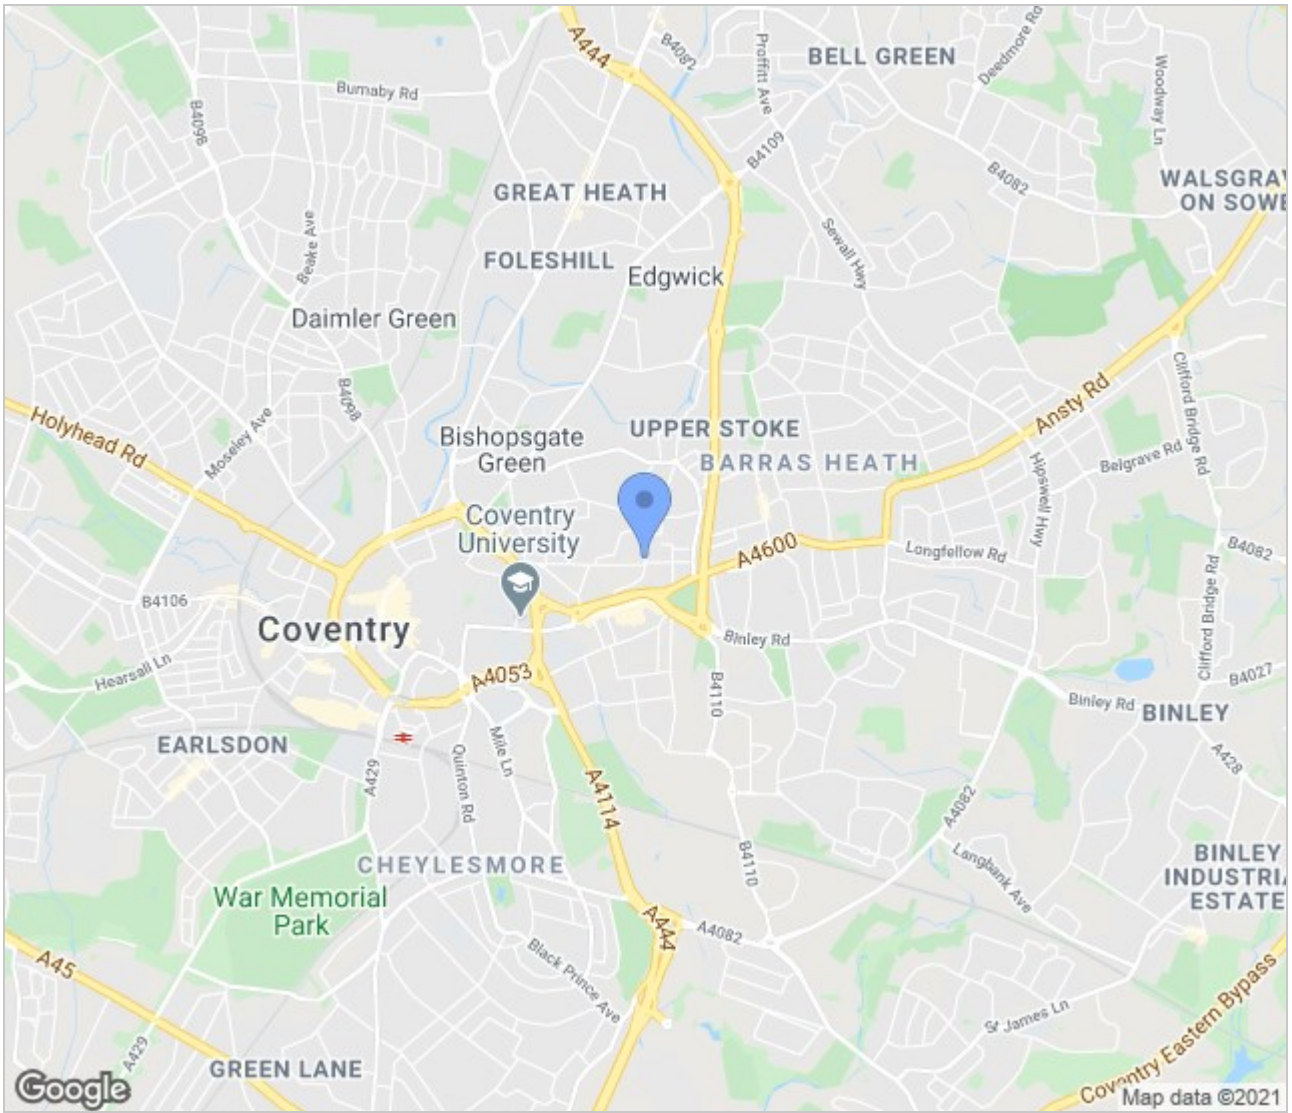 A444
B4082
Proffitt Ave
BELL GREEN
Deedmore Rd
Woodway Ln
Burnaby Rd
B4098
B4109
B4082
GREAT HEATH
WALSGRAV
ON SOWE
Beake Ave
Sewall Hwy
FOLESHILL
Edgwick
Daimler Green
B4098
Clifford Bridge Rd
Ansty Rd
Holyhead Rd
Moseley Ave
Bishopsgate
Green
UPPER STOKE
BARRAS HEATH
Hipswell Hwy
Belgrave Rd
Coventry
University
A4600
Longfellow Rd
B4082
B4106
Coventry
Binley Rd
Clifford Bridge Rd
Hearsall Ln
A4053
B4110
B4027
Binley Rd
BINLEY
EARLSDON
A429
Quinton Rd
Mile Ln
A4114
A428
A4082
CHEYLESMORE
B4110
Langbank Ave
BINLEY
INDUSTRIA
ESTATE
War Memorial
Park
A444
A4082
A45
Black Prince Ave
St James Ln
Coventry Eastern Bypass
A429
GREEN LANE
Google
Map data ©2021